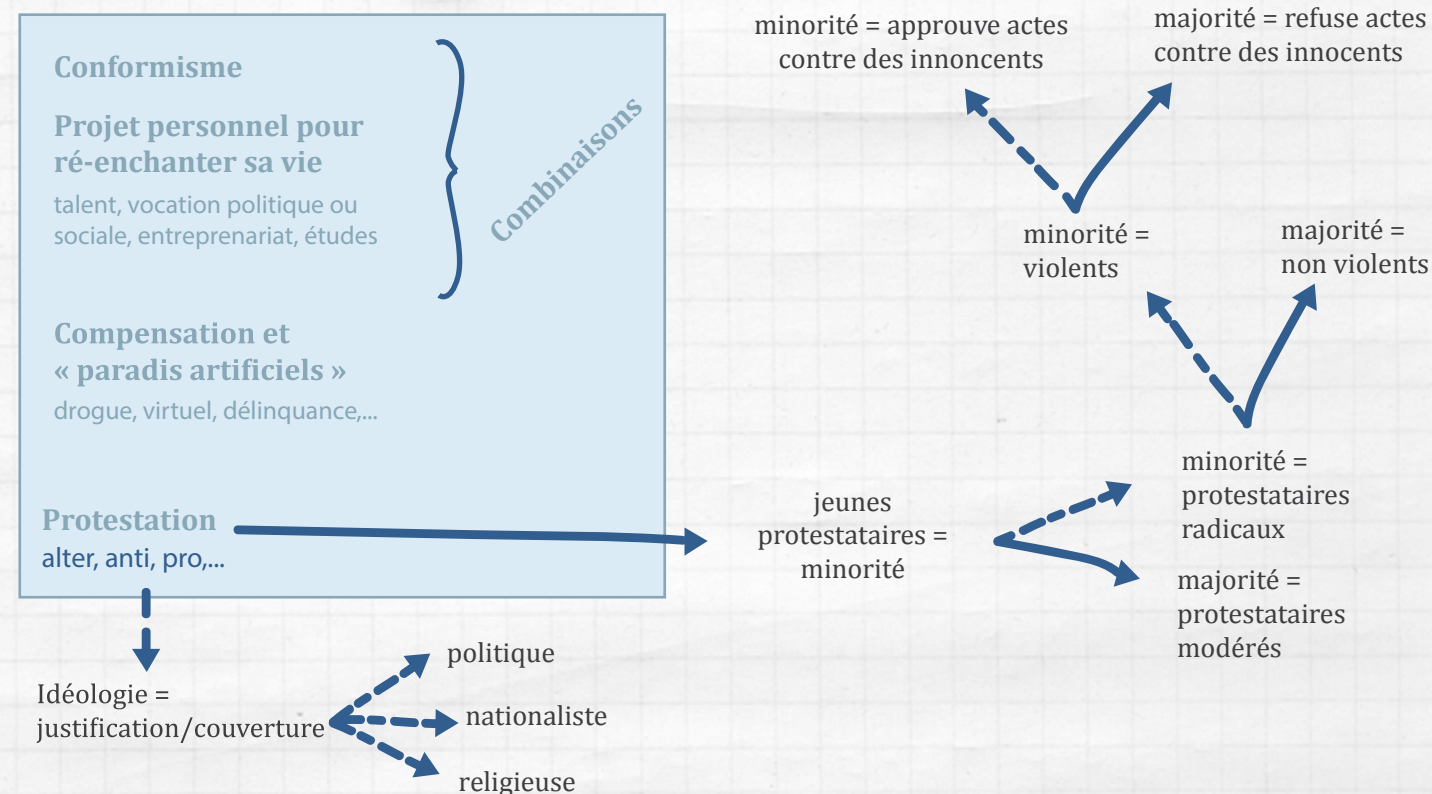 Conformisme
Projet personnel pour
ré-enchanter sa vie
talent, vocation politique ou
sociale, entreprenariat, études
Combinaisons
Compensation et
« paradis artificiels »
drogue, virtuel, délinquance,...
Protestation
alter, anti, pro,...
Idéologie =
justification/couverture
politique
nationaliste
religieuse
jeunes
protestataires =
minorité
minorité =
protestataires
radicaux
majorité =
protestataires
modérés
minorité =
violents
majorité =
non violents
minorité = approuve actes
contre des innoncents
majorité = refuse actes
contre des innocents